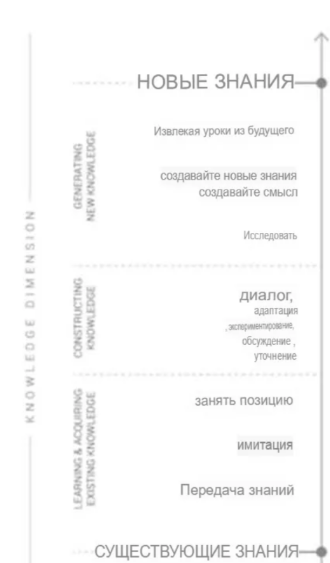 НОВЫЕ ЗНАНИЯ
Извлекая уроки из будущего
GENERATING
NEW KNOWLEDGE
создавайте новые знания
создавайте смысл
Исследовать
KNOWLEDGE DIMENSION
CONSTRUCTING
KNOWLEDGE
диалог,
адаптация
, экспериментирование,
обсуждение ,
уточнение
LEARNING & ACQUIRING
EXISTING KNOWLEDGE
занять позицию
имитация
Передача знаний
СУЩЕСТВУЮЩИЕ ЗНАНИЯ